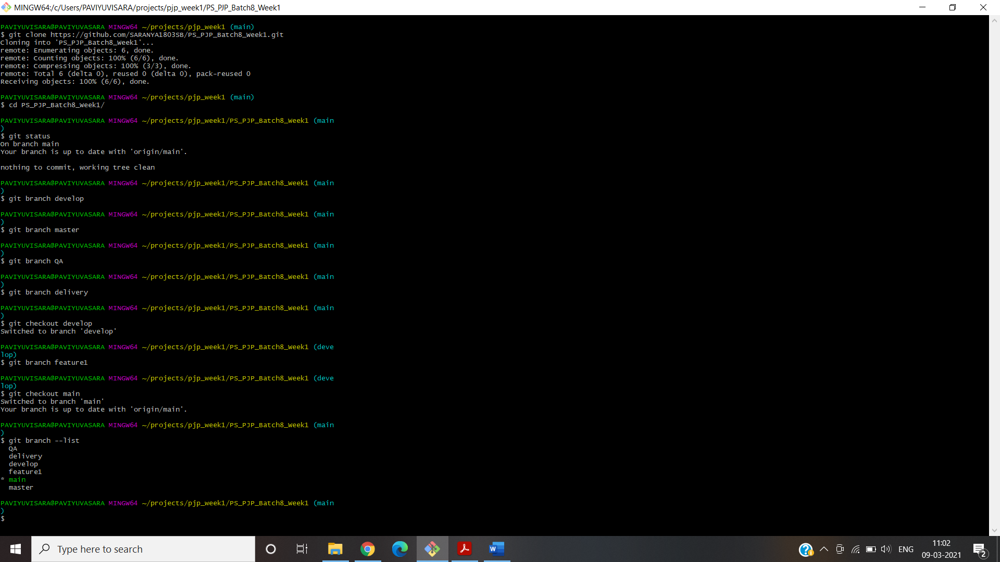 MINGW64:/c/Users/PAVIYUVISARA/projects/pjp_week1/PS_PJP_Batch8_Week1
PAVIYUVISARA@PAVIYUVASARA MINGW64 ~/projects/pjp_week1 (main)
$ git clone https://github.com/SARANYA1803SB/PS_PJP_Batch8_Week1.git
Cloning into 'PS_PJP_Batch8_Week1'...
remote: Enumerating objects: 6, done.
remote: Counting objects: 100% (6/6), done.
remote: Compressing objects: 100% (3/3), done.
remote: Total 6 (delta 0), reused 0 (delta 0), pack-reused 0
Receiving objects: 100% (6/6), done.
PAVIYUVISARA@PAVIYUVASARA MINGW64 ~/projects/pjp_week1 (main)
$ cd PS_PJP_Batch8_Week1/
PAVIYUVISARA@PAVIYUVASARA MINGW64 ~/projects/pjp_week1/PS_PJP_Batch8_Week1 (main
)
$ git status
On branch main
Your branch is up to date with 'origin/main'.
nothing to commit, working tree clean
PAVIYUVISARA@PAVIYUVASARA MINGW64 ~/projects/pjp_week1/PS_PJP_Batch8_Week1 (main
)
$ git branch develop
PAVIYUVISARA@PAVIYUVASARA MINGW64 ~/projects/pjp_week1/PS_PJP_Batch8_Week1 (main
)
$ git branch master
PAVIYUVISARA@PAVIYUVASARA MINGW64 ~/projects/pjp_week1/PS_PJP_Batch8_Week1 (main
)
$ git branch QA
PAVIYUVISARA@PAVIYUVASARA MINGW64 ~/projects/pjp_week1/PS_PJP_Batch8_Week1 (main
)
$ git branch delivery
PAVIYUVISARA@PAVIYUVASARA MINGW64 ~/projects/pjp_week1/PS_PJP_Batch8_Week1 (main
)
$ git checkout develop
Switched to branch 'develop'
PAVIYUVISARA@PAVIYUVASARA MINGW64 ~/projects/pjp_week1/PS_PJP_Batch8_Week1 (deve
lop)
$ git branch feature1
PAVIYUVISARA@PAVIYUVASARA MINGW64 ~/projects/pjp_week1/PS_PJP_Batch8_Week1 (deve
lop)
$ git checkout main
Switched to branch 'main'
Your branch is up to date with 'origin/main'.
PAVIYUVISARA@PAVIYUVASARA MINGW64 ~/projects/pjp_week1/PS_PJP_Batch8_Week1 (main
)
$ git branch --list
QA
delivery
develop
feature1
* main
master
PAVIYUVISARA@PAVIYUVASARA MINGW64 ~/projects/pjp_week1/PS_PJP_Batch8_Week1 (main
)
$
Type here to search
ENG
11:02
09-03-2021
2